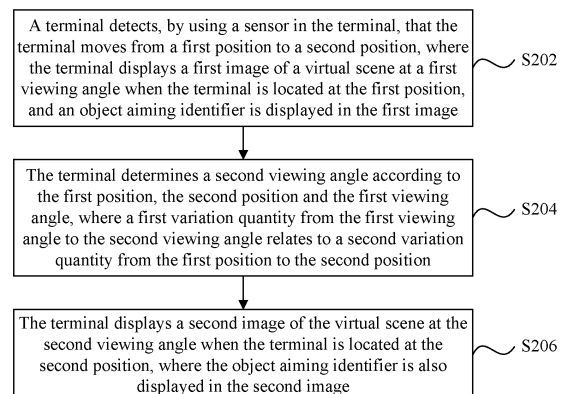 A terminal detects, by using a sensor in the terminal, that the
terminal moves from a first position to a second position, where
the terminal displays a first image of a virtual scene at a first
viewing angle when the terminal is located at the first position,
and an object aiming identifier is displayed in the first image
S202
The terminal determines a second viewing angle according to
the first position, the second position and the first viewing
angle, where a first variation quantity from the first viewing
angle to the second viewing angle relates to a second variation
quantity from the first position to the second position
S204
The terminal displays a second image of the virtual scene at the
second viewing angle when the terminal is located at the
second position, where the object aiming identifier is also
displayed in the second image
S206